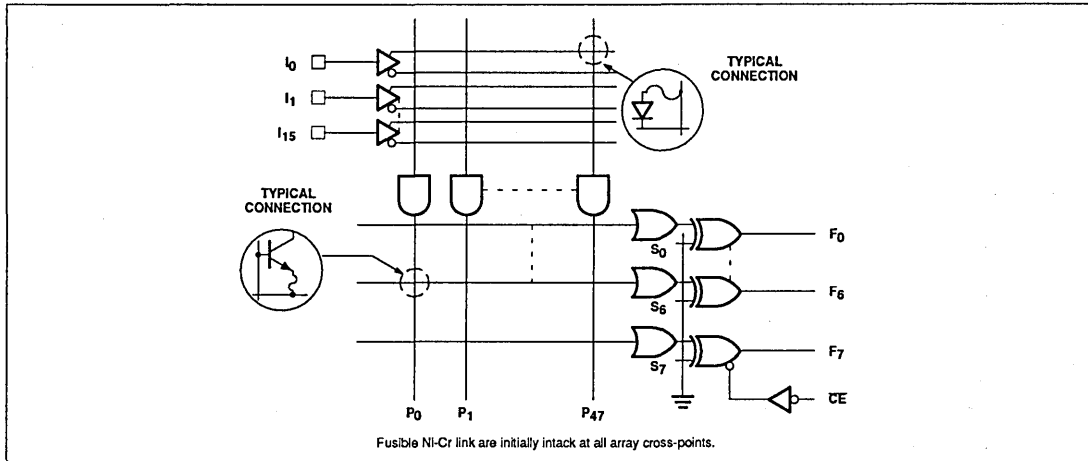 TYPICAL
CONNECTION
I0
I1
I15
TYPICAL
CONNECTION
S0
F0
S6
F6
S7
F7
CE
P0 P1 P47
Fusible Ni-Cr link are initially intack at all array cross-points.